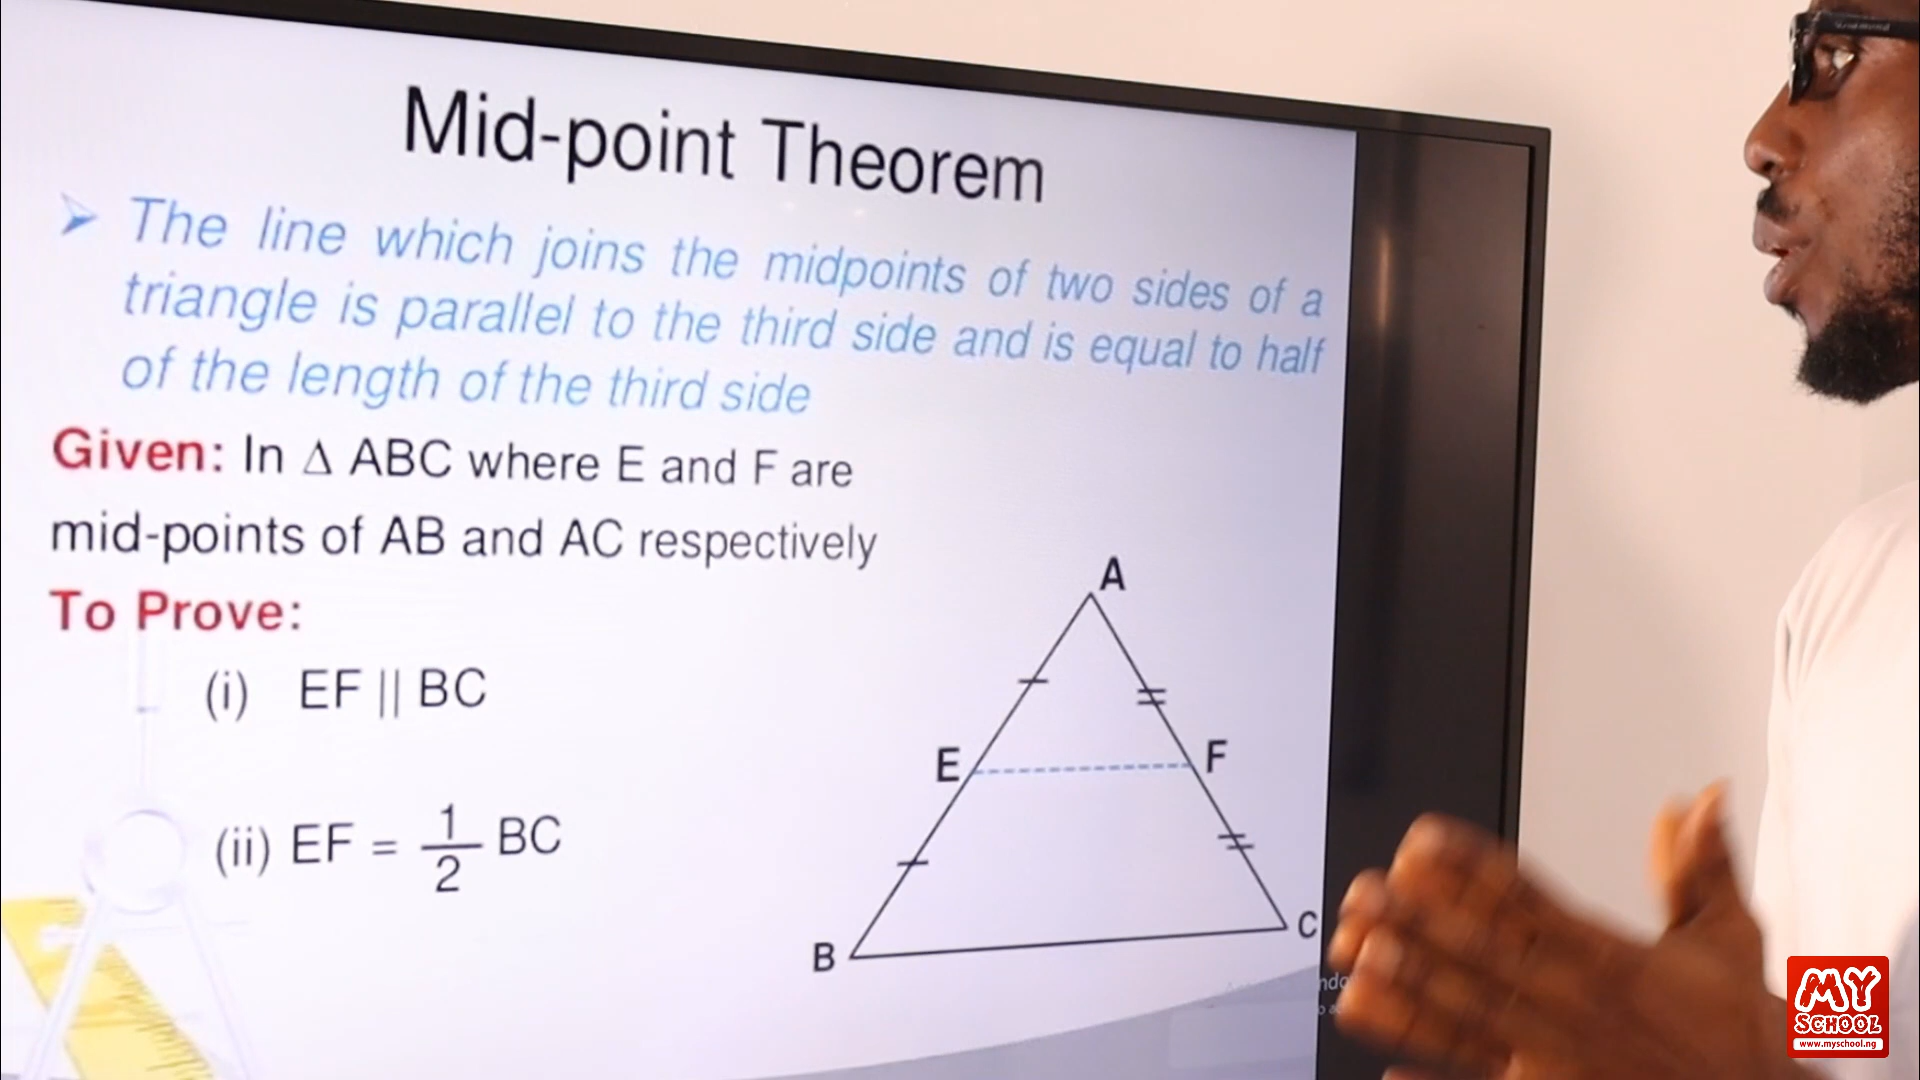 Mid-point Theorem
➤ The line which joins the midpoints of two sides of a
triangle is parallel to the third side and is equal to half
of the length of the third side
Given: In Δ ABC where E and F are
mid-points of AB and AC respectively
To Prove:
(i) EF || BC
(ii) EF = 1/2 BC
A
E
F
B
C
MY
SCHOOL
www.myschool.ng